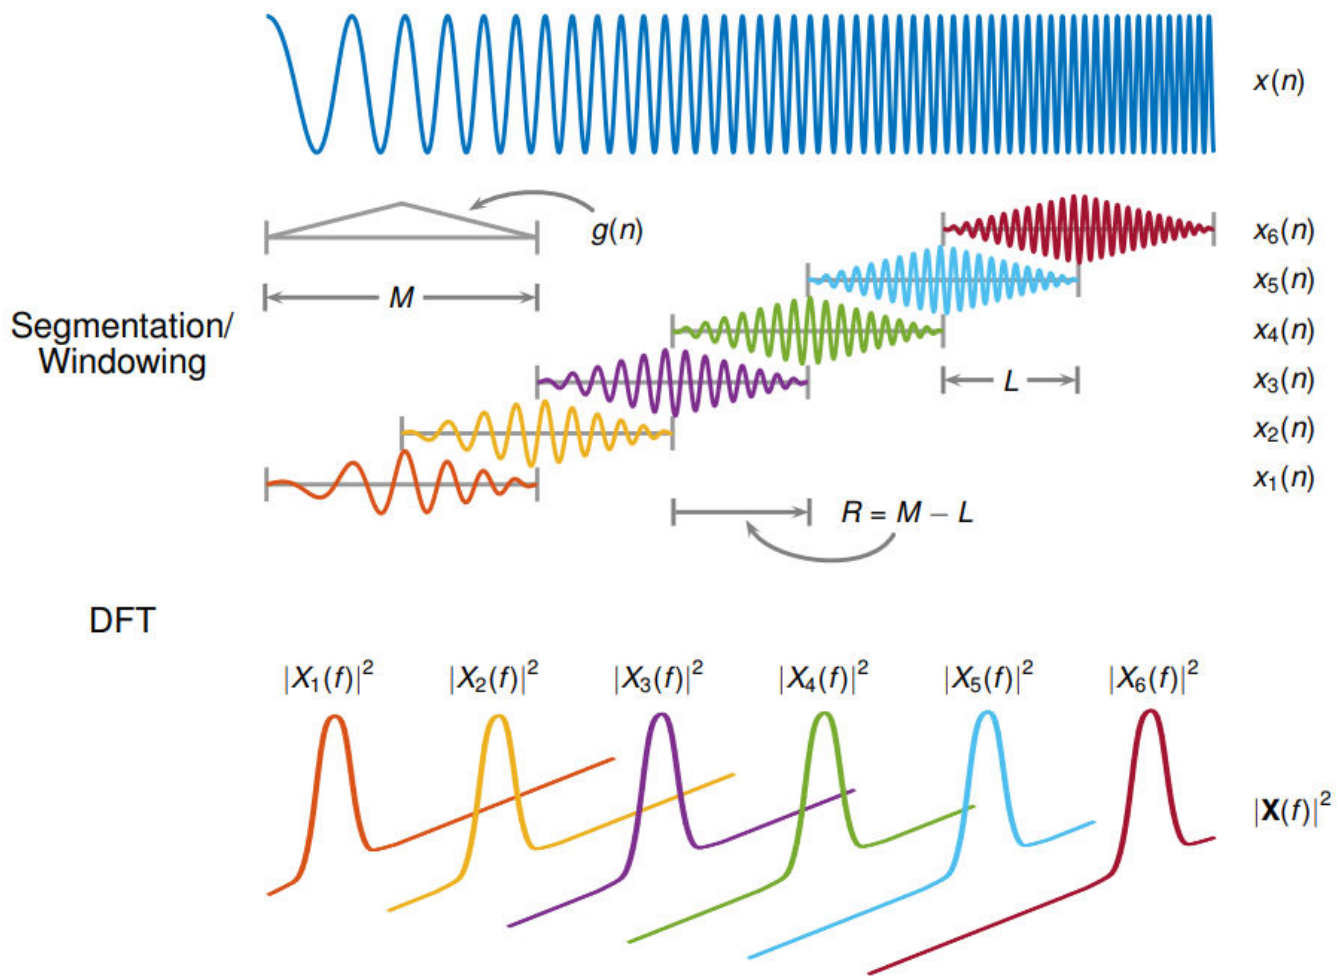 x(n)
g(n)
x₆(n)
M
x₅(n)
Segmentation/
Windowing
x₄(n)
x₃(n)
L
x₂(n)
x₁(n)
R = M − L
DFT
|X₁(f)|² |X₂(f)|² |X₃(f)|² |X₄(f)|² |X₅(f)|² |X₆(f)|²
|X(f)|²